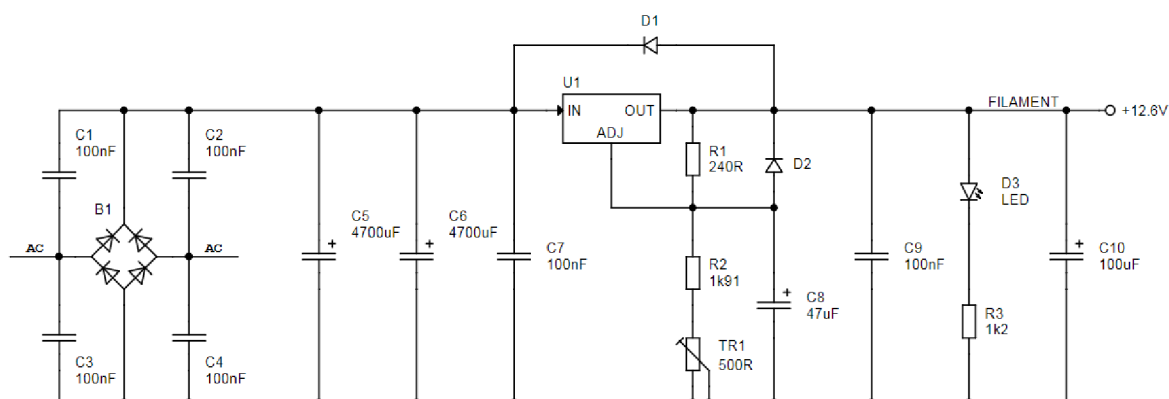 D1
U1
IN
OUT
ADJ
FILAMENT
+12.6V
C1
100nF
C2
100nF
R1
240R
D2
D3
LED
B1
AC
AC
C5
4700uF
C6
4700uF
C7
100nF
R2
1k91
C9
100nF
C10
100uF
C8
47uF
R3
1k2
C3
100nF
C4
100nF
TR1
500R